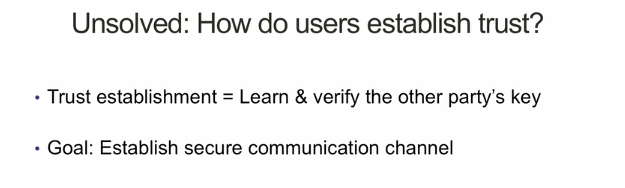 Unsolved: How do users establish trust?
• Trust establishment = Learn & verify the other party's key
• Goal: Establish secure communication channel